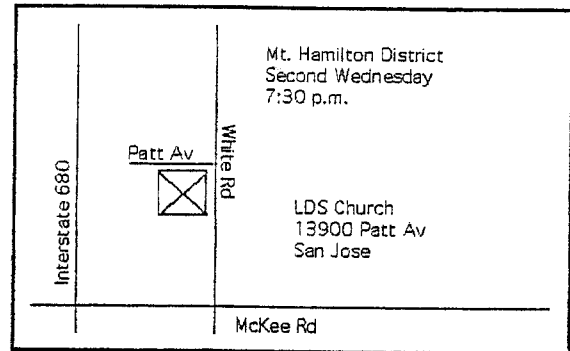 Mt. Hamilton District
Second Wednesday
7:30 p.m.
Patt Av
White Rd
Interstate 680
LDS Church
13900 Patt Av
San Jose
McKee Rd